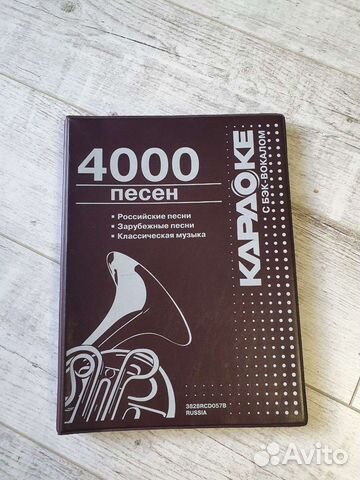 4000
песен
▪ Российские песни
▪ Зарубежные песни
▪ Классическая музыка
КАРАОКЕ
С БЭК-ВОКАЛОМ
3828RCD057B
RUSSIA
Avito